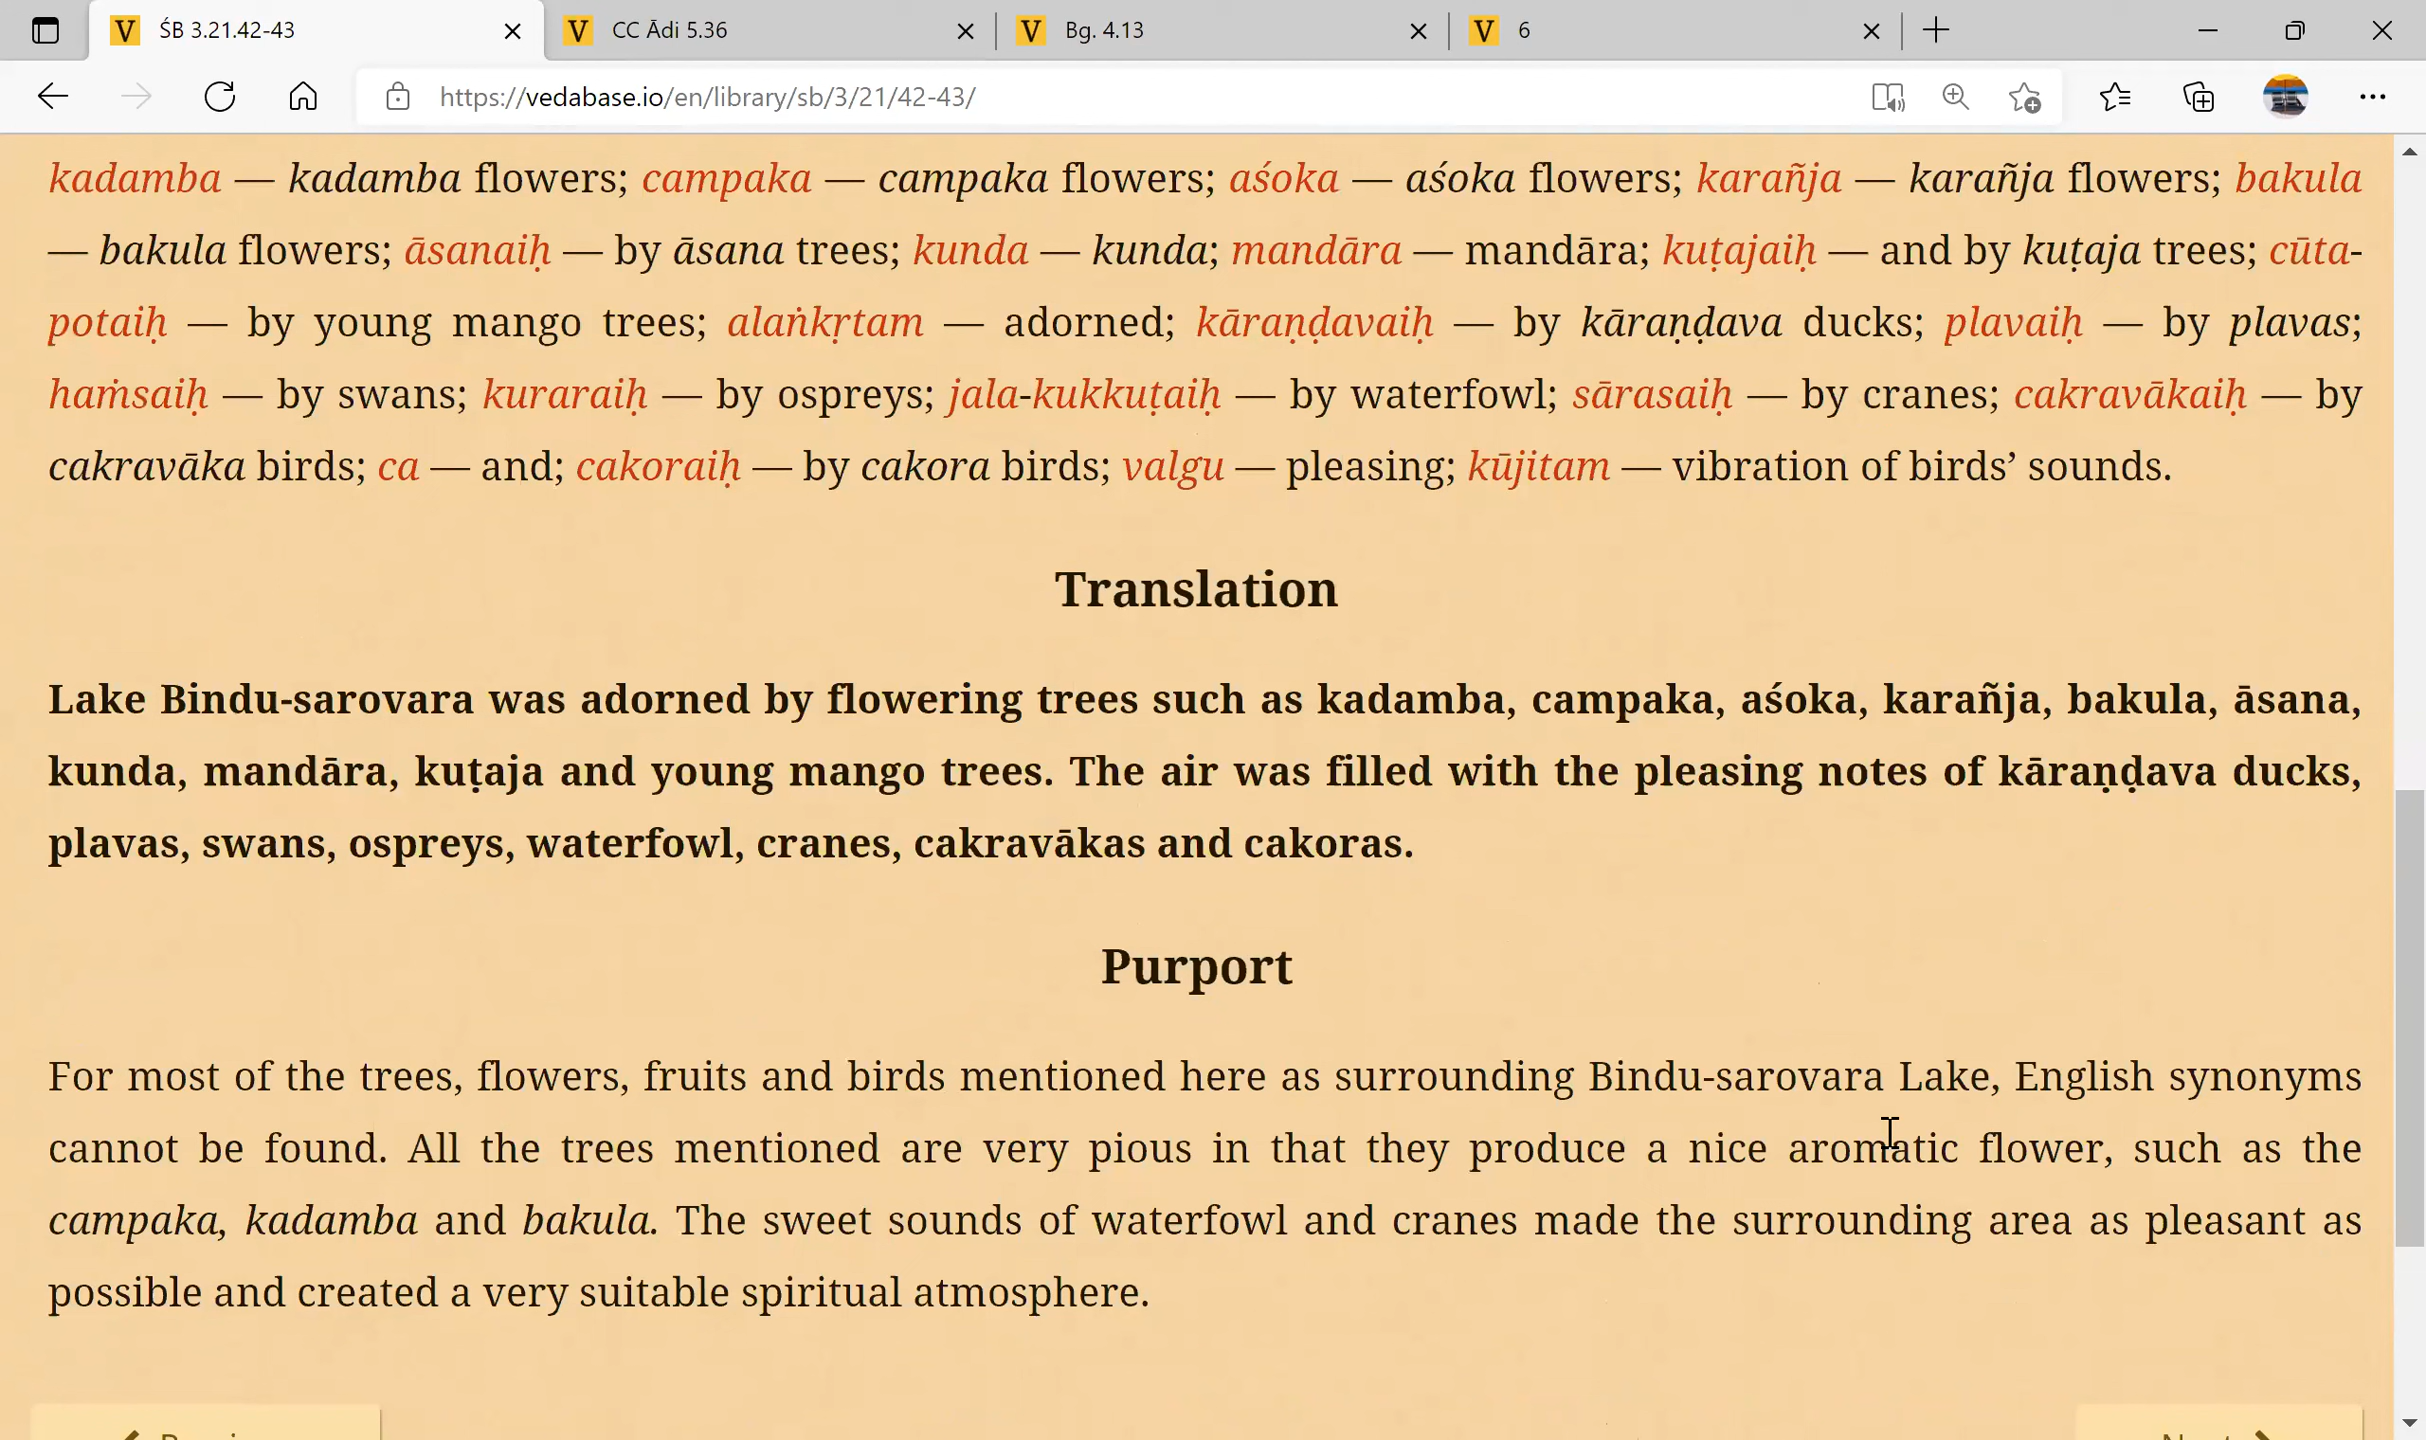 ŚB 3.21.42-43
CC Ādi 5.36
Bg. 4.13
6
https://vedabase.io/en/library/sb/3/21/42-43/
kadamba — kadamba flowers; campaka — campaka flowers; aśoka — aśoka flowers; karañja — karañja flowers; bakula
— bakula flowers; āsanaiḥ — by āsana trees; kunda — kunda; mandāra — mandāra; kuṭajaiḥ — and by kuṭaja trees; cūta-
potaiḥ — by young mango trees; alaṅkṛtam — adorned; kāraṇḍavaiḥ — by kāraṇḍava ducks; plavaiḥ — by plavas;
haṁsaiḥ — by swans; kuraraiḥ — by ospreys; jala-kukkuṭaiḥ — by waterfowl; sārasaiḥ — by cranes; cakravākaiḥ — by
cakravāka birds; ca — and; cakoraiḥ — by cakora birds; valgu — pleasing; kūjitam — vibration of birds’ sounds.
Translation
Lake Bindu-sarovara was adorned by flowering trees such as kadamba, campaka, aśoka, karañja, bakula, āsana,
kunda, mandāra, kuṭaja and young mango trees. The air was filled with the pleasing notes of kāraṇḍava ducks,
plavas, swans, ospreys, waterfowl, cranes, cakravākas and cakoras.
Purport
For most of the trees, flowers, fruits and birds mentioned here as surrounding Bindu-sarovara Lake, English synonyms
cannot be found. All the trees mentioned are very pious in that they produce a nice aromatic flower, such as the
campaka, kadamba and bakula. The sweet sounds of waterfowl and cranes made the surrounding area as pleasant as
possible and created a very suitable spiritual atmosphere.